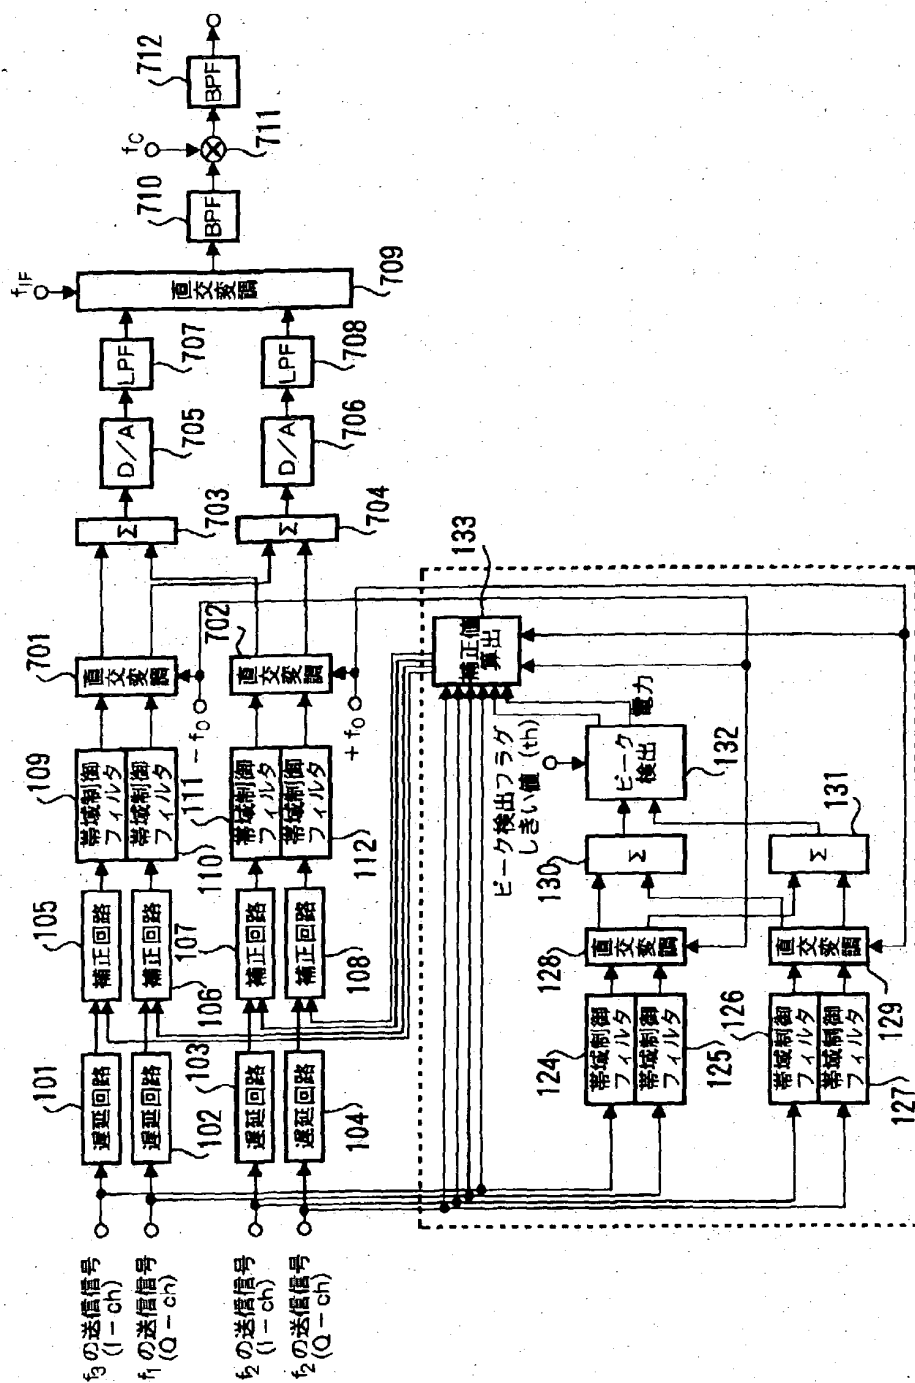 f3 の送信信号
(I-ch)
f1 の送信信号
(Q-ch)
f2 の送信信号
(I-ch)
f2 の送信信号
(Q-ch)
101
遅延回路
遅延回路
102
103
遅延回路
遅延回路
104
105
補正回路
補正回路
106
107
補正回路
補正回路
108
109
帯域制御
フィルタ
帯域制御
フィルタ
110
111
帯域制御
フィルタ
帯域制御
フィルタ
112
701
直交変調
-f0
702
直交変調
+f0
Σ
703
Σ
704
D/A
705
D/A
706
LPF
707
LPF
708
fIF
直交変調
709
710
BPF
fC
711
712
BPF
124
帯域制御
フィルタ
帯域制御
フィルタ
125
126
帯域制御
フィルタ
帯域制御
フィルタ
127
128
直交変調
直交変調
129
130
Σ
Σ
131
ピーク検出フラグ
しきい値 (th)
ピーク
検出
132
電力
補正値
算出
133